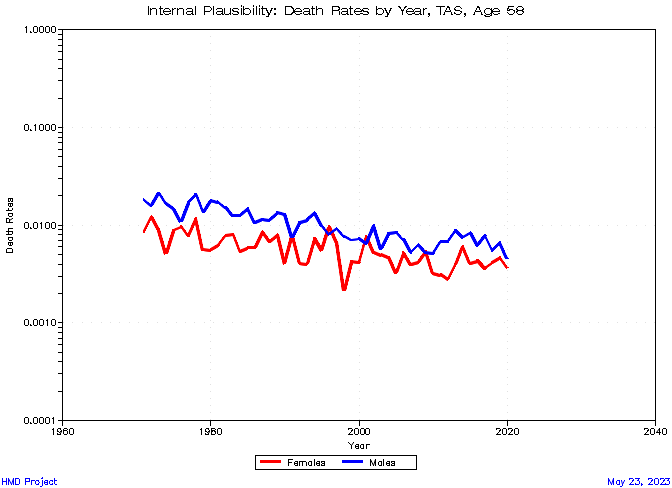 Internal Plausibility: Death Rates by Year, TAS, Age 58
1.0000
0.1000
0.0100
0.0010
0.0001
Death Rates
1960
1980
2000
2020
2040
Year
Females
Males
HMD Project
May 23, 2023